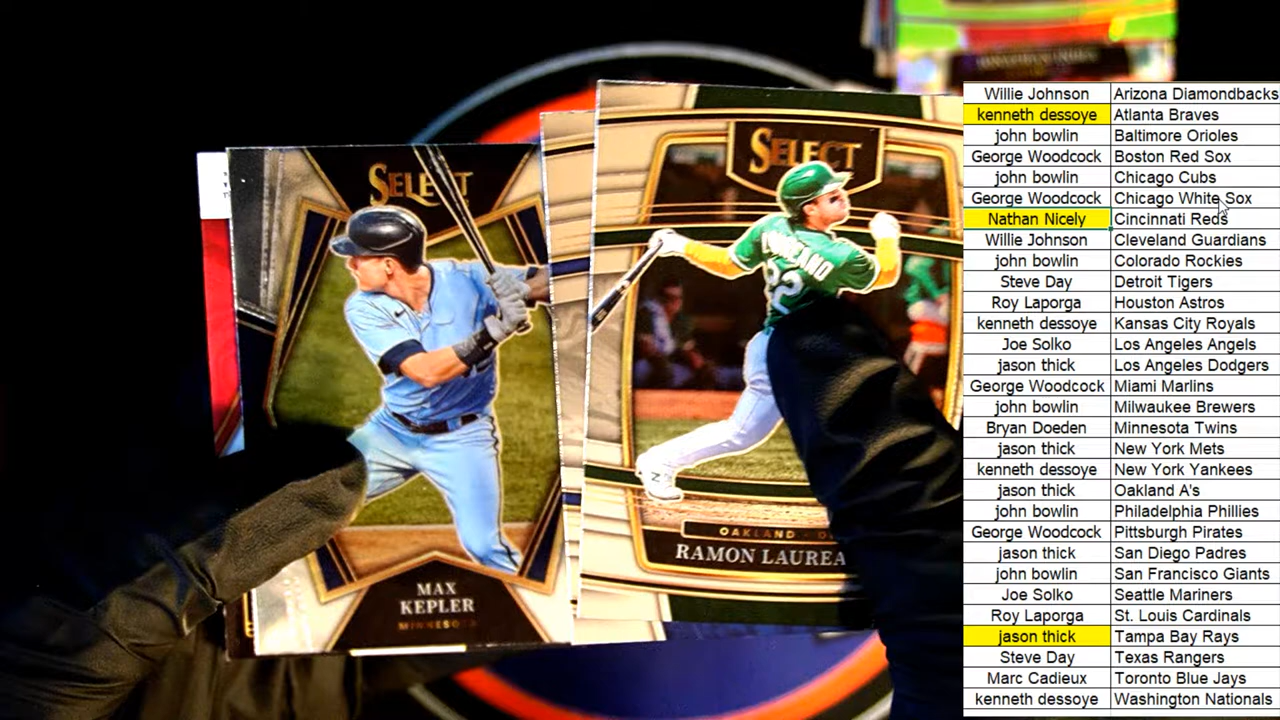 SELECT
MAX
KEPLER
MINNESOTA
SELECT
22
OAKLAND
RAMON LAUREA
Willie Johnson Arizona Diamondbacks
kenneth dessoye Atlanta Braves
john bowlin Baltimore Orioles
George Woodcock Boston Red Sox
john bowlin Chicago Cubs
George Woodcock Chicago White Sox
Nathan Nicely Cincinnati Reds
Willie Johnson Cleveland Guardians
john bowlin Colorado Rockies
Steve Day Detroit Tigers
Roy Laporga Houston Astros
kenneth dessoye Kansas City Royals
Joe Solko Los Angeles Angels
jason thick Los Angeles Dodgers
George Woodcock Miami Marlins
john bowlin Milwaukee Brewers
Bryan Doeden Minnesota Twins
jason thick New York Mets
kenneth dessoye New York Yankees
jason thick Oakland A's
john bowlin Philadelphia Phillies
George Woodcock Pittsburgh Pirates
jason thick San Diego Padres
john bowlin San Francisco Giants
Joe Solko Seattle Mariners
Roy Laporga St. Louis Cardinals
jason thick Tampa Bay Rays
Steve Day Texas Rangers
Marc Cadieux Toronto Blue Jays
kenneth dessoye Washington Nationals